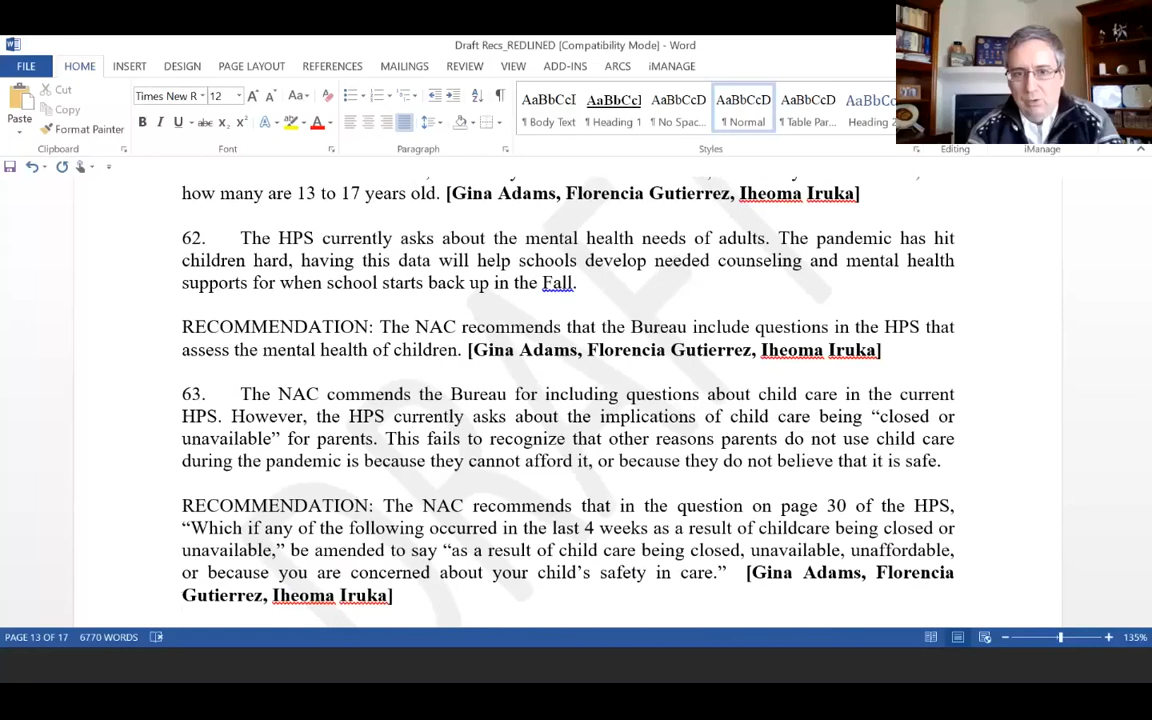 Draft Recs_REDLINED [Compatibility Mode] - Word
FILE HOME INSERT DESIGN PAGE LAYOUT REFERENCES MAILINGS REVIEW VIEW ADD-INS ARCS iMANAGE
Paste
Cut
Copy
Format Painter
Times New R 12
Aa
B I U abc X2 X2 A A
AaBbCcI AaBbCcI AaBbCcD AaBbCcD AaBbCcD AaBbCc
¶ Body Text ¶ Heading 1 ¶ No Spac... ¶ Normal ¶ Table Par... Heading 2
Clipboard Font Paragraph Styles Editing iManage
how many are 13 to 17 years old. [Gina Adams, Florencia Gutierrez, Iheoma Iruka]
62. The HPS currently asks about the mental health needs of adults. The pandemic has hit
children hard, having this data will help schools develop needed counseling and mental health
supports for when school starts back up in the Fall.
RECOMMENDATION: The NAC recommends that the Bureau include questions in the HPS that
assess the mental health of children. [Gina Adams, Florencia Gutierrez, Iheoma Iruka]
63. The NAC commends the Bureau for including questions about child care in the current
HPS. However, the HPS currently asks about the implications of child care being “closed or
unavailable” for parents. This fails to recognize that other reasons parents do not use child care
during the pandemic is because they cannot afford it, or because they do not believe that it is safe.
RECOMMENDATION: The NAC recommends that in the question on page 30 of the HPS,
“Which if any of the following occurred in the last 4 weeks as a result of childcare being closed or
unavailable,” be amended to say “as a result of child care being closed, unavailable, unaffordable,
or because you are concerned about your child’s safety in care.” [Gina Adams, Florencia
Gutierrez, Iheoma Iruka]
DRAFT
PAGE 13 OF 17 6770 WORDS 135%